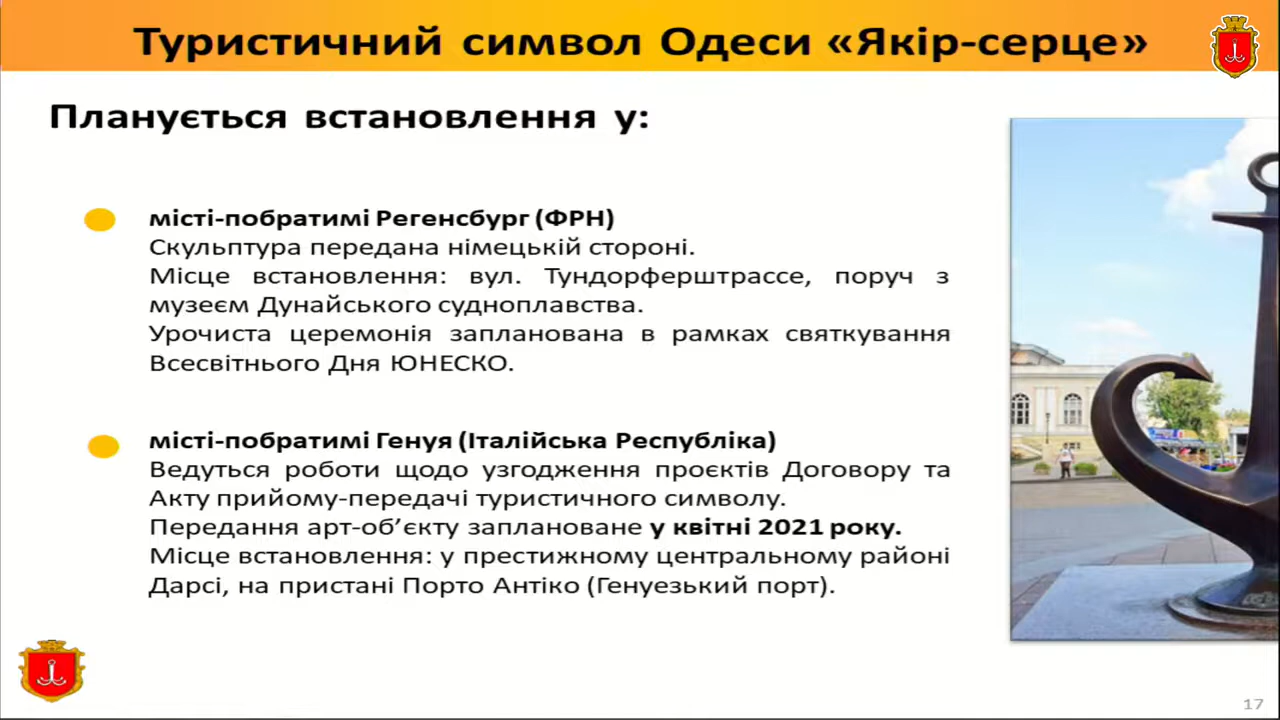 Туристичний символ Одеси «Якір-серце»
Планується встановлення у:
місті-побратимі Регенсбург (ФРН)
Скульптура передана німецькій стороні.
Місце встановлення: вул. Тундорферштрассе, поруч з
музеєм Дунайського судноплавства.
Урочиста церемонія запланована в рамках святкування
Всесвітнього Дня ЮНЕСКО.
місті-побратимі Генуя (Італійська Республіка)
Ведуться роботи щодо узгодження проєктів Договору та
Акту прийому-передачі туристичного символу.
Передання арт-об’єкту заплановане у квітні 2021 року.
Місце встановлення: у престижному центральному районі
Дарсі, на пристані Порто Антіко (Генуезький порт).
17